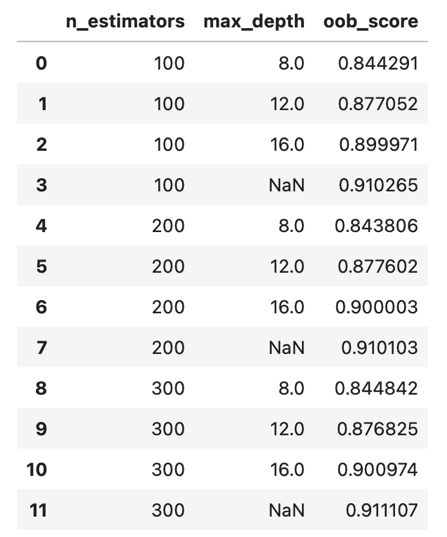 n_estimators max_depth oob_score
0 100 8.0 0.844291
1 100 12.0 0.877052
2 100 16.0 0.899971
3 100 NaN 0.910265
4 200 8.0 0.843806
5 200 12.0 0.877602
6 200 16.0 0.900003
7 200 NaN 0.910103
8 300 8.0 0.844842
9 300 12.0 0.876825
10 300 16.0 0.900974
11 300 NaN 0.911107